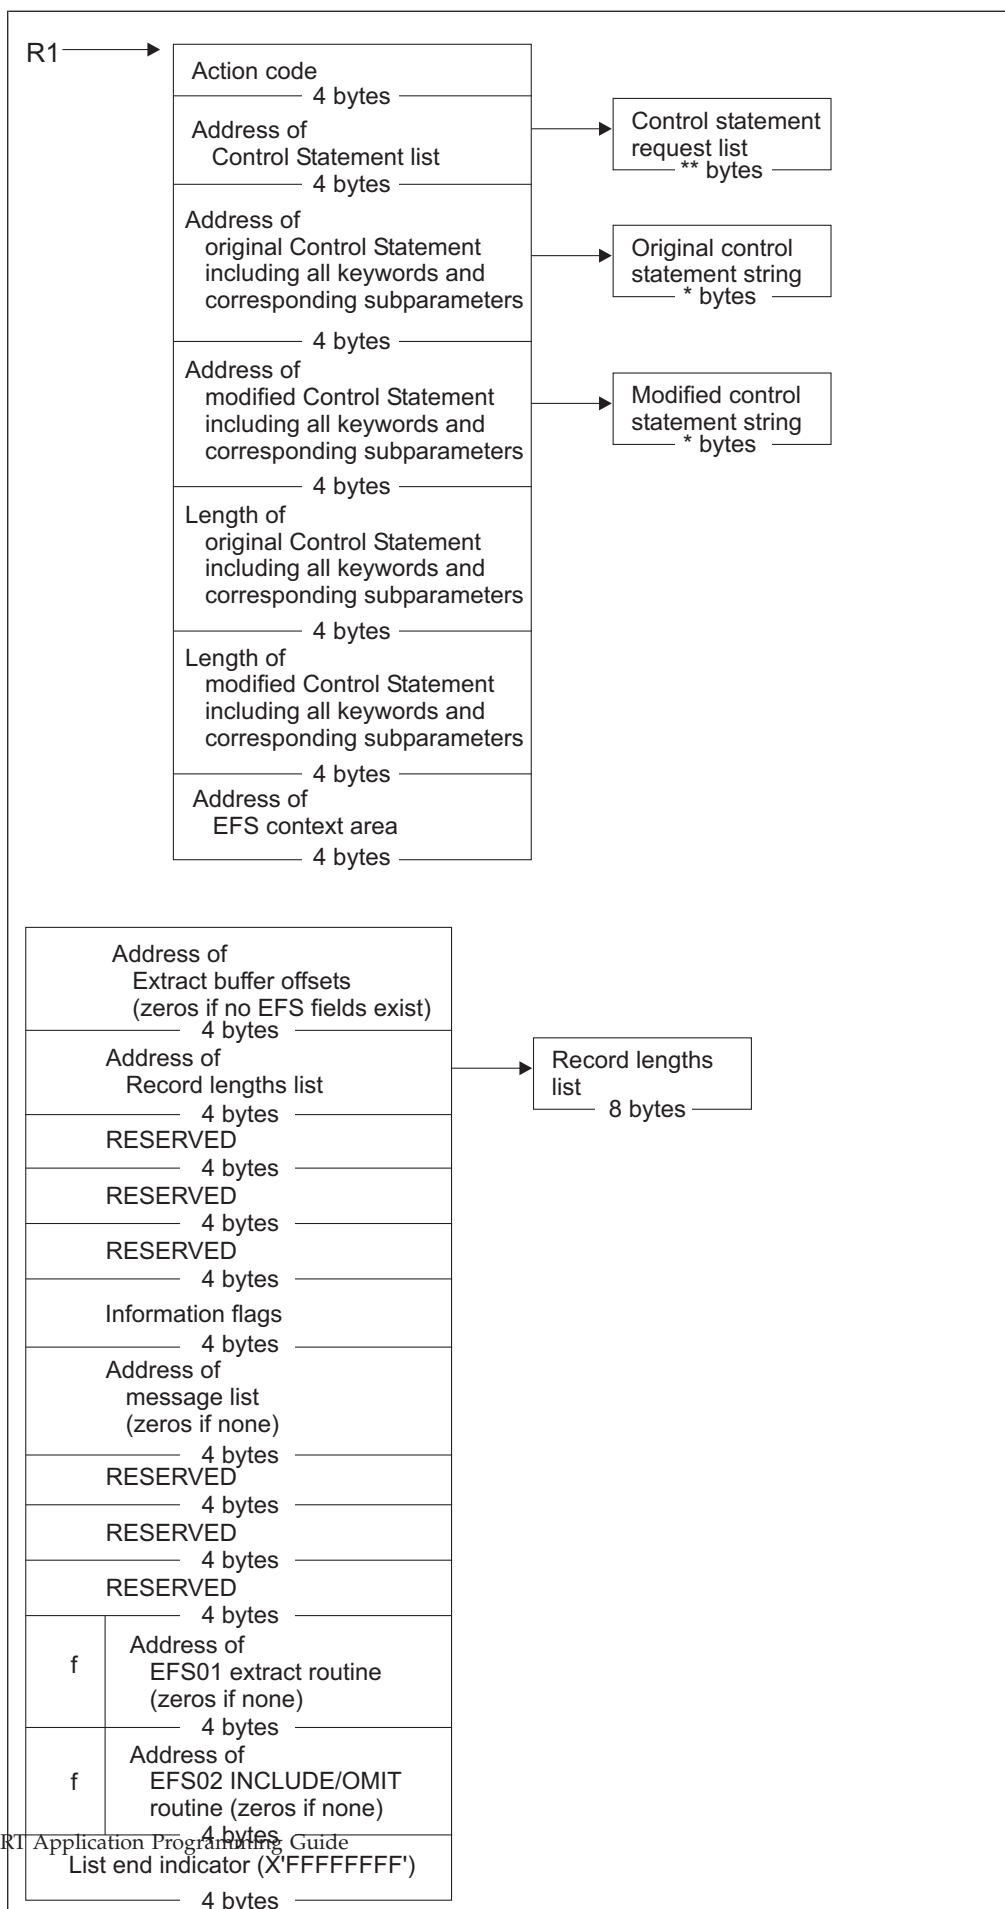 R1
Action code
4 bytes
Address of
Control Statement list
4 bytes
Control statement
request list
** bytes
Address of
original Control Statement
including all keywords and
corresponding subparameters
4 bytes
Original control
statement string
* bytes
Address of
modified Control Statement
including all keywords and
corresponding subparameters
4 bytes
Modified control
statement string
* bytes
Length of
original Control Statement
including all keywords and
corresponding subparameters
4 bytes
Length of
modified Control Statement
including all keywords and
corresponding subparameters
4 bytes
Address of
EFS context area
4 bytes
Address of
Extract buffer offsets
(zeros if no EFS fields exist)
4 bytes
Address of
Record lengths list
4 bytes
Record lengths
list
8 bytes
RESERVED
4 bytes
RESERVED
4 bytes
RESERVED
4 bytes
Information flags
4 bytes
Address of
message list
(zeros if none)
4 bytes
RESERVED
4 bytes
RESERVED
4 bytes
RESERVED
4 bytes
f
Address of
EFS01 extract routine
(zeros if none)
4 bytes
f
Address of
EFS02 INCLUDE/OMIT
routine (zeros if none)
4 bytes
RT Application Programming Guide
List end indicator (X'FFFFFFFF')
4 bytes